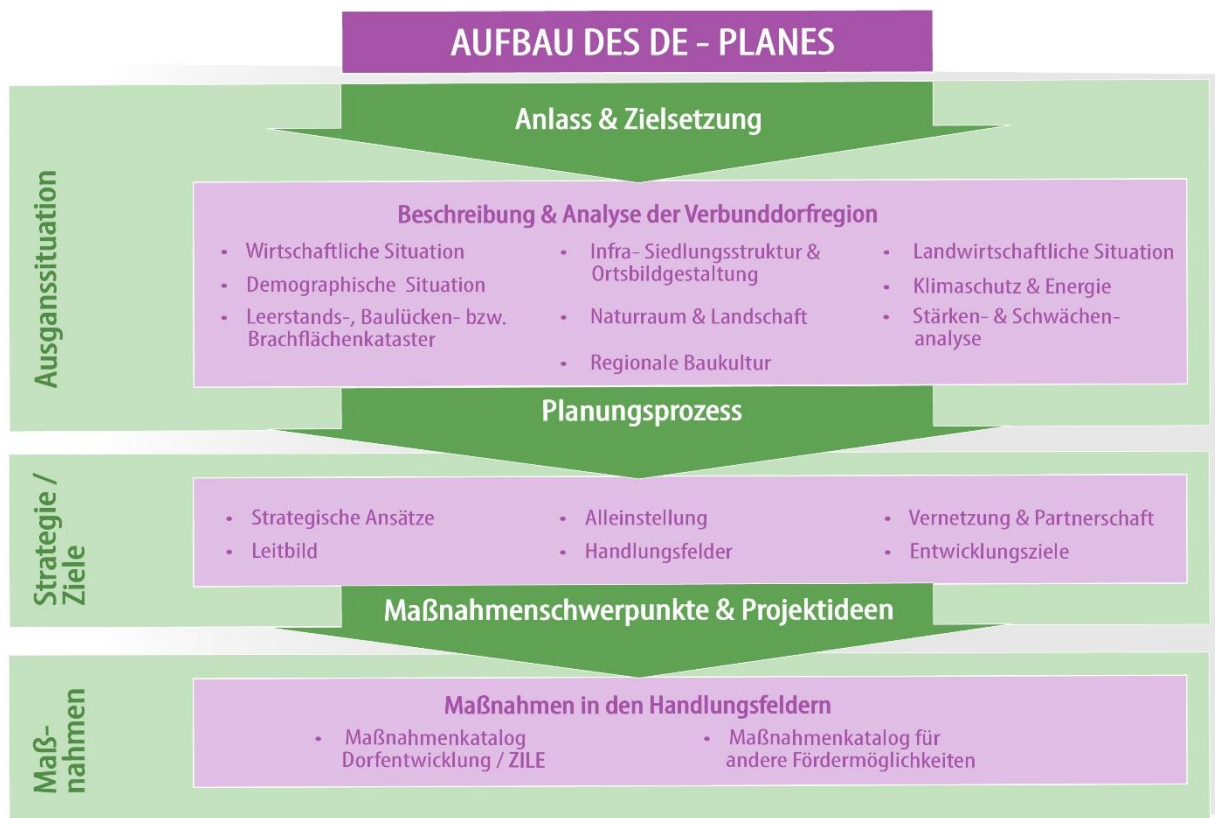 AUFBAU DES DE - PLANES
Anlass & Zielsetzung
Ausganssituation
Beschreibung & Analyse der Verbunddorfregion
• Wirtschaftliche Situation
• Demographische Situation
• Leerstands-, Baulücken- bzw.
Brachflächenkataster
• Infra- Siedlungsstruktur &
Ortsbildgestaltung
• Naturraum & Landschaft
• Regionale Baukultur
• Landwirtschaftliche Situation
• Klimaschutz & Energie
• Stärken- & Schwächen-
analyse
Planungsprozess
Strategie /
Ziele
• Strategische Ansätze
• Leitbild
• Alleinstellung
• Handlungsfelder
• Vernetzung & Partnerschaft
• Entwicklungsziele
Maßnahmenschwerpunkte & Projektideen
Maß-
nahmen
Maßnahmen in den Handlungsfeldern
• Maßnahmenkatalog
Dorfentwicklung / ZILE
• Maßnahmenkatalog für
andere Fördermöglichkeiten